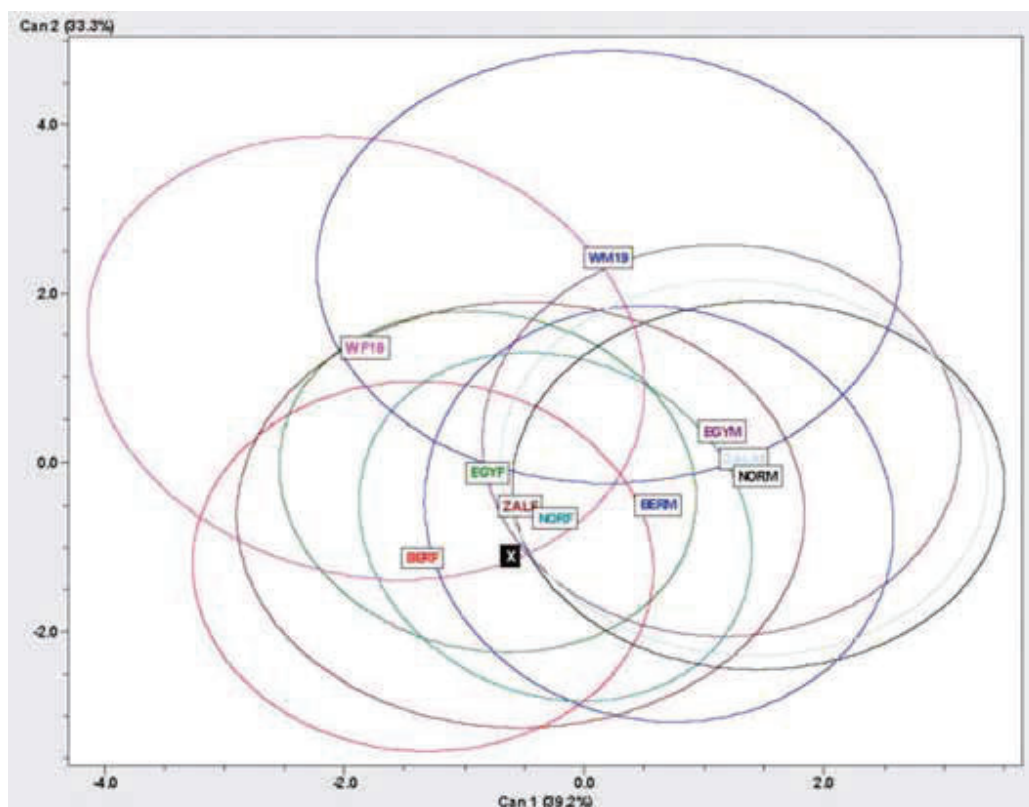 Can 2 (33.3%)
4.0
WM19
2.0
WF18
EGYM
0.0
EGYF
NORM
ZALF
BERM
NORF
BERF
X
-2.0
-4.0
-2.0
0.0
2.0
Can 1 (39.2%)